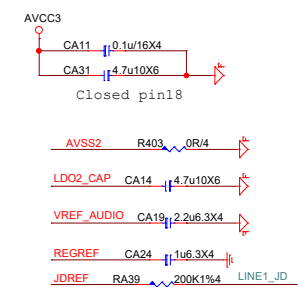 AVCC3
CA11 0.1u/16X4
CA31 4.7u10X6
Closed pin18
AVSS2 R403 0R/4
LDO2_CAP CA14 4.7u10X6
VREF_AUDIO CA19 2.2u6.3X4
REGREF CA24 1u6.3X4
JDREF RA39 200K1%4 LINE1_JD